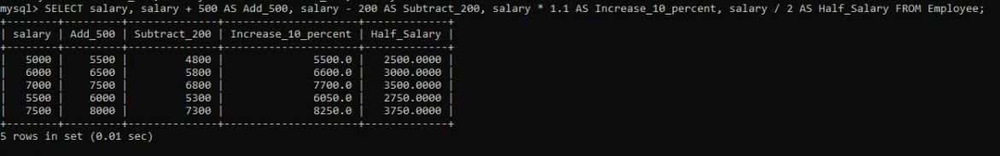 mysql> SELECT salary, salary + 500 AS Add_500, salary - 200 AS Subtract_200, salary * 1.1 AS Increase_10_percent, salary / 2 AS Half_Salary FROM Employee;
+--------+---------+--------------+---------------------+-------------+
| salary | Add_500 | Subtract_200 | Increase_10_percent | Half_Salary |
+--------+---------+--------------+---------------------+-------------+
|   5000 |    5500 |         4800 |              5500.0 |   2500.0000 |
|   6000 |    6500 |         5800 |              6600.0 |   3000.0000 |
|   7000 |    7500 |         6800 |              7700.0 |   3500.0000 |
|   5500 |    6000 |         5300 |              6050.0 |   2750.0000 |
|   7500 |    8000 |         7300 |              8250.0 |   3750.0000 |
+--------+---------+--------------+---------------------+-------------+
5 rows in set (0.01 sec)